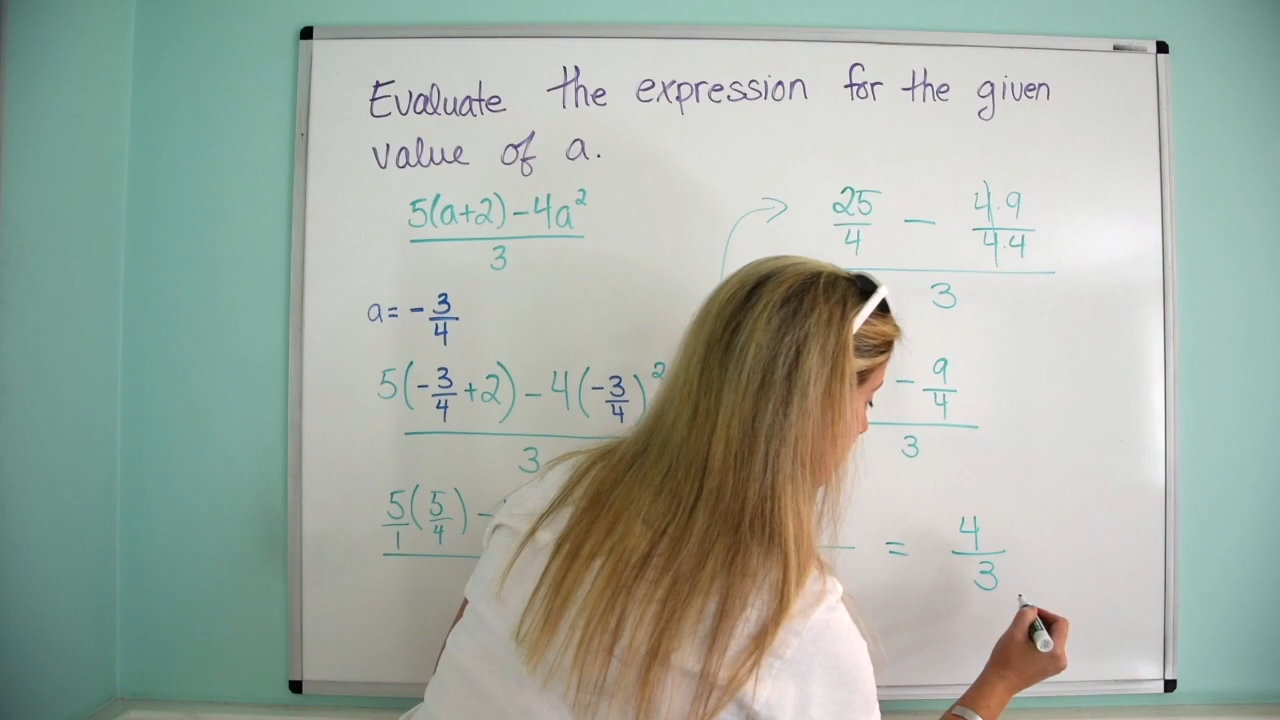 Evaluate the expression for the given
value of a.
5(a+2) - 4a²
3
a = - 3/4
5(-3/4 + 2) - 4(-3/4)²
3
5/1 (5/4) -
25/4 - 4·9/4·4
3
- 9/4
3
= 4/3